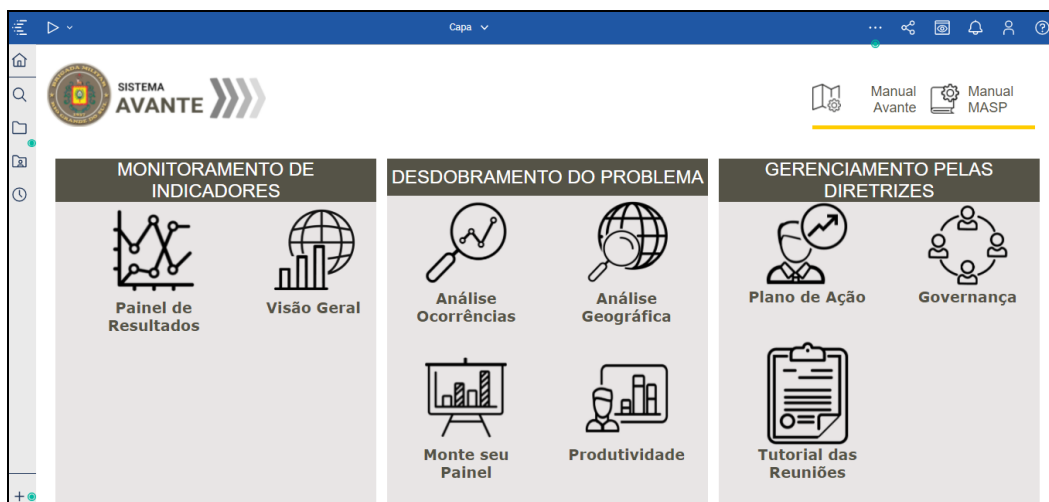 Capa
SISTEMA
AVANTE
Manual
Avante
Manual
MASP
MONITORAMENTO DE
INDICADORES
Painel de
Resultados
Visão Geral
DESDOBRAMENTO DO PROBLEMA
Análise
Ocorrências
Análise
Geográfica
Monte seu
Painel
Produtividade
GERENCIAMENTO PELAS
DIRETRIZES
Plano de Ação
Governança
Tutorial das
Reuniões